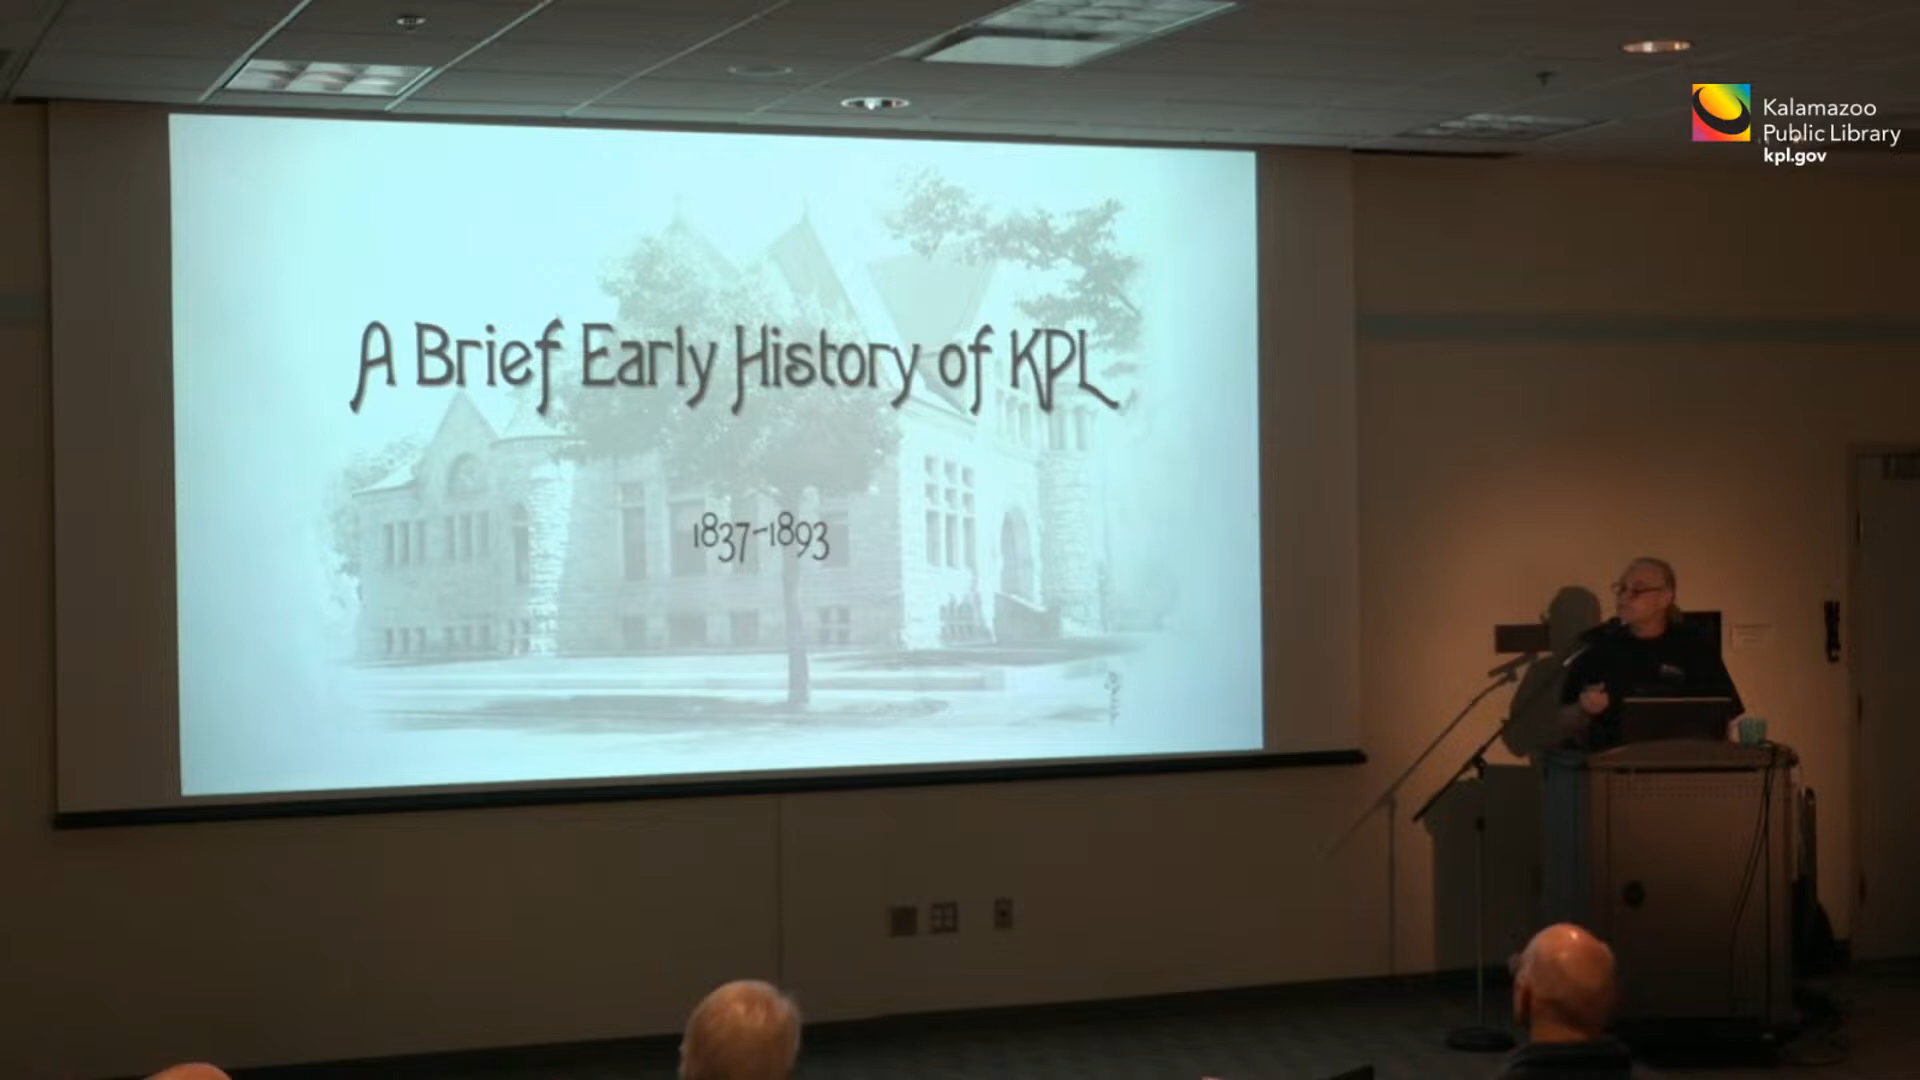 Kalamazoo
Public Library
kpl.gov
A Brief Early History of KPL
1837-1893